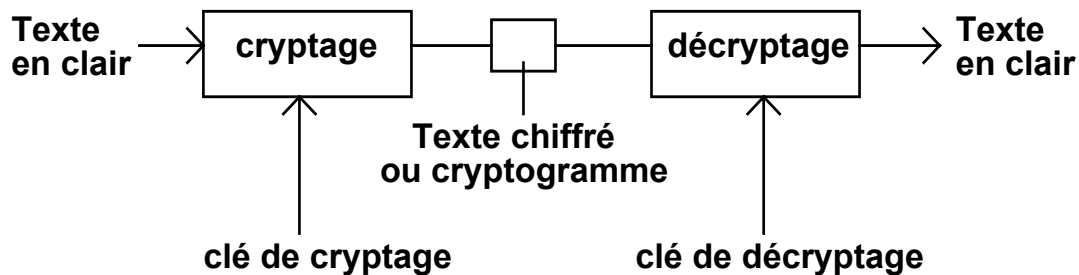 Texte
en clair
cryptage
décryptage
Texte
en clair
Texte chiffré
ou cryptogramme
clé de cryptage
clé de décryptage